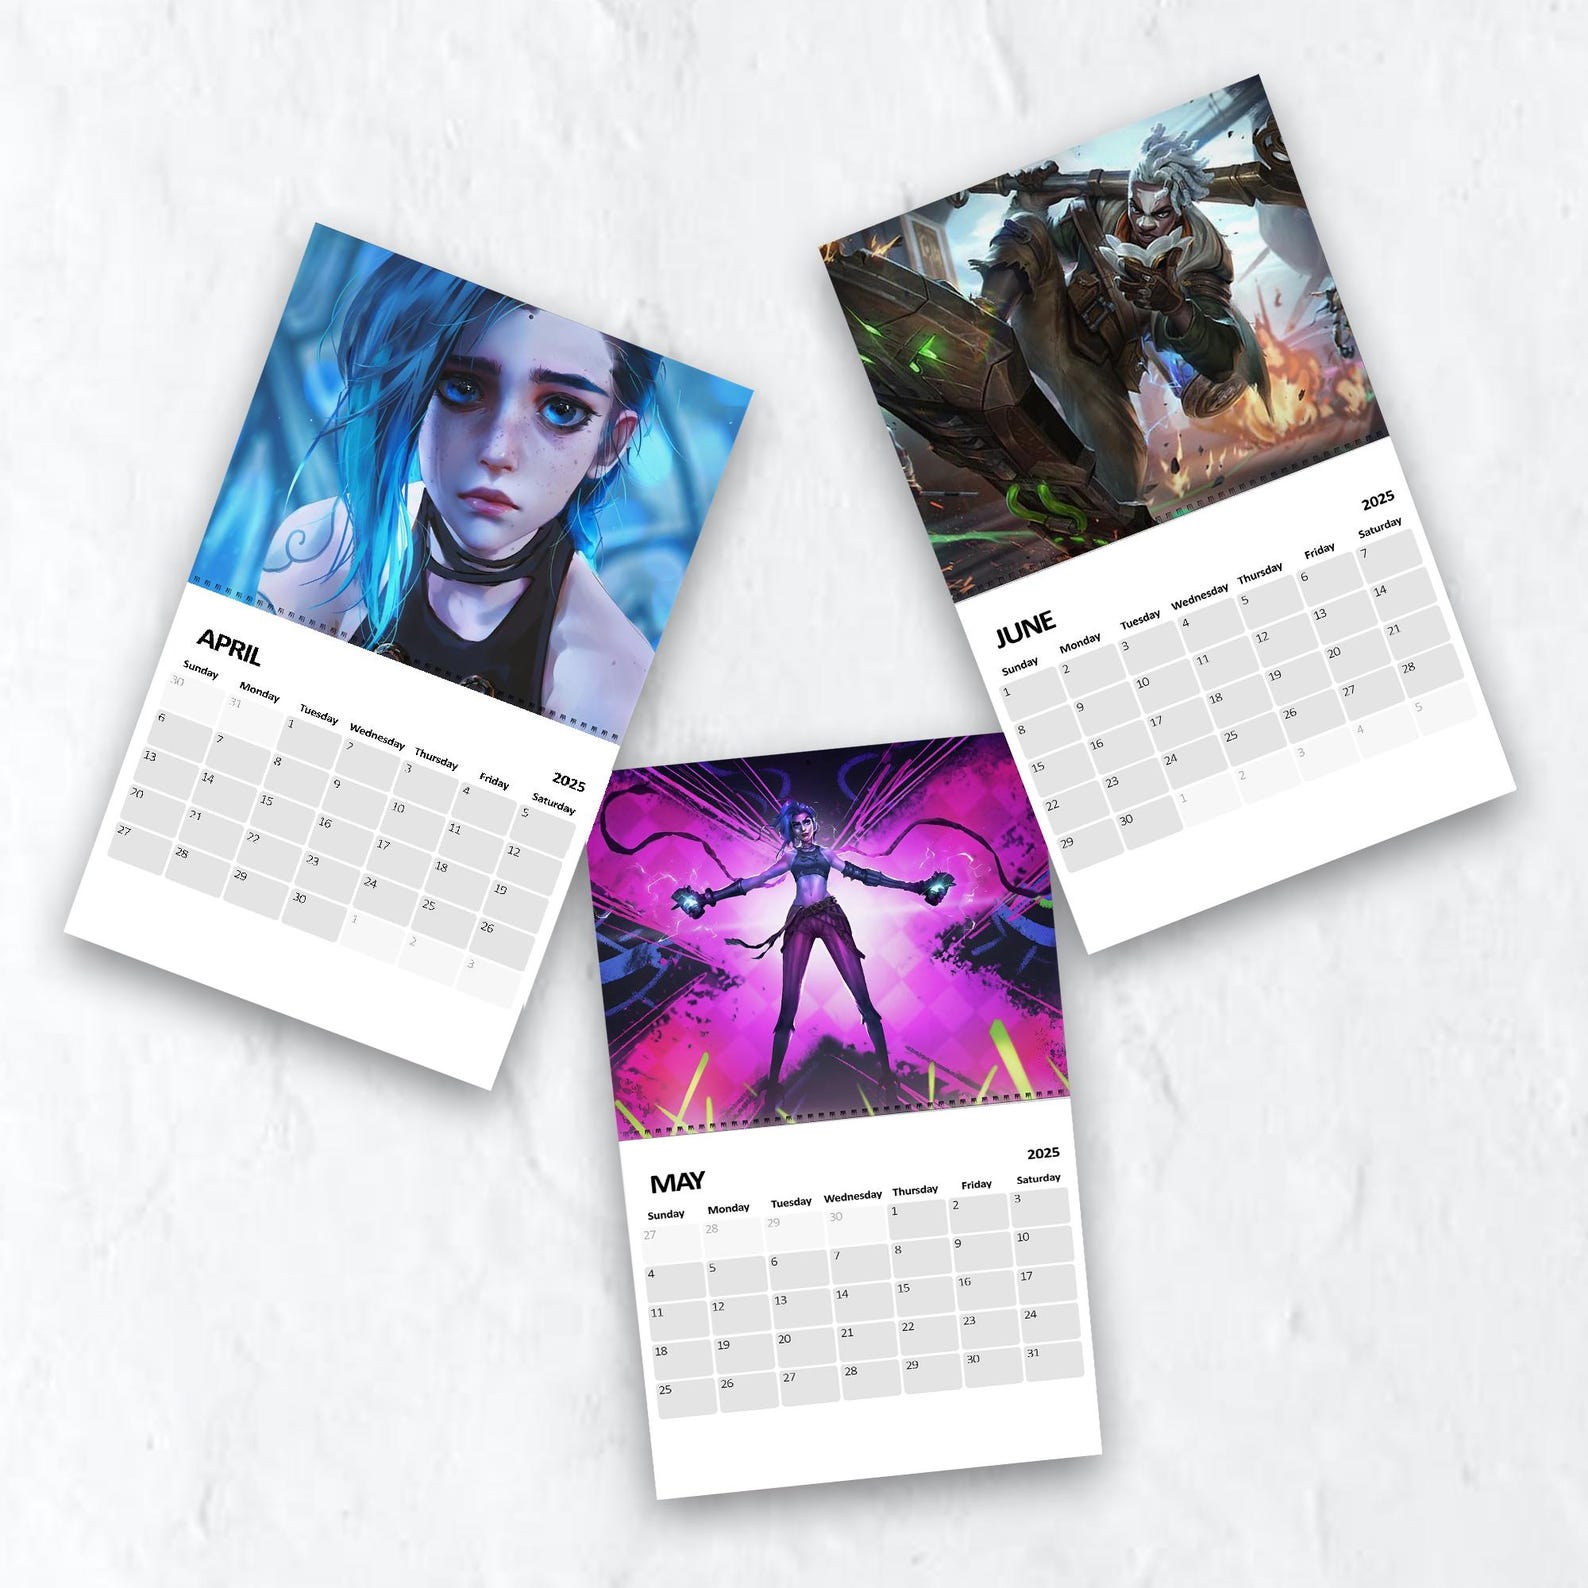 APRIL
2025
Sunday Monday Tuesday Wednesday Thursday Friday Saturday
30 31 1 2 3 4 5
6 7 8 9 10 11 12
13 14 15 16 17 18 19
20 21 22 23 24 25 26
27 28 29 30 1 2 3
MAY
2025
Sunday Monday Tuesday Wednesday Thursday Friday Saturday
27 28 29 30 1 2 3
4 5 6 7 8 9 10
11 12 13 14 15 16 17
18 19 20 21 22 23 24
25 26 27 28 29 30 31
JUNE
2025
Sunday Monday Tuesday Wednesday Thursday Friday Saturday
1 2 3 4 5 6 7
8 9 10 11 12 13 14
15 16 17 18 19 20 21
22 23 24 25 26 27 28
29 30 1 2 3 4 5